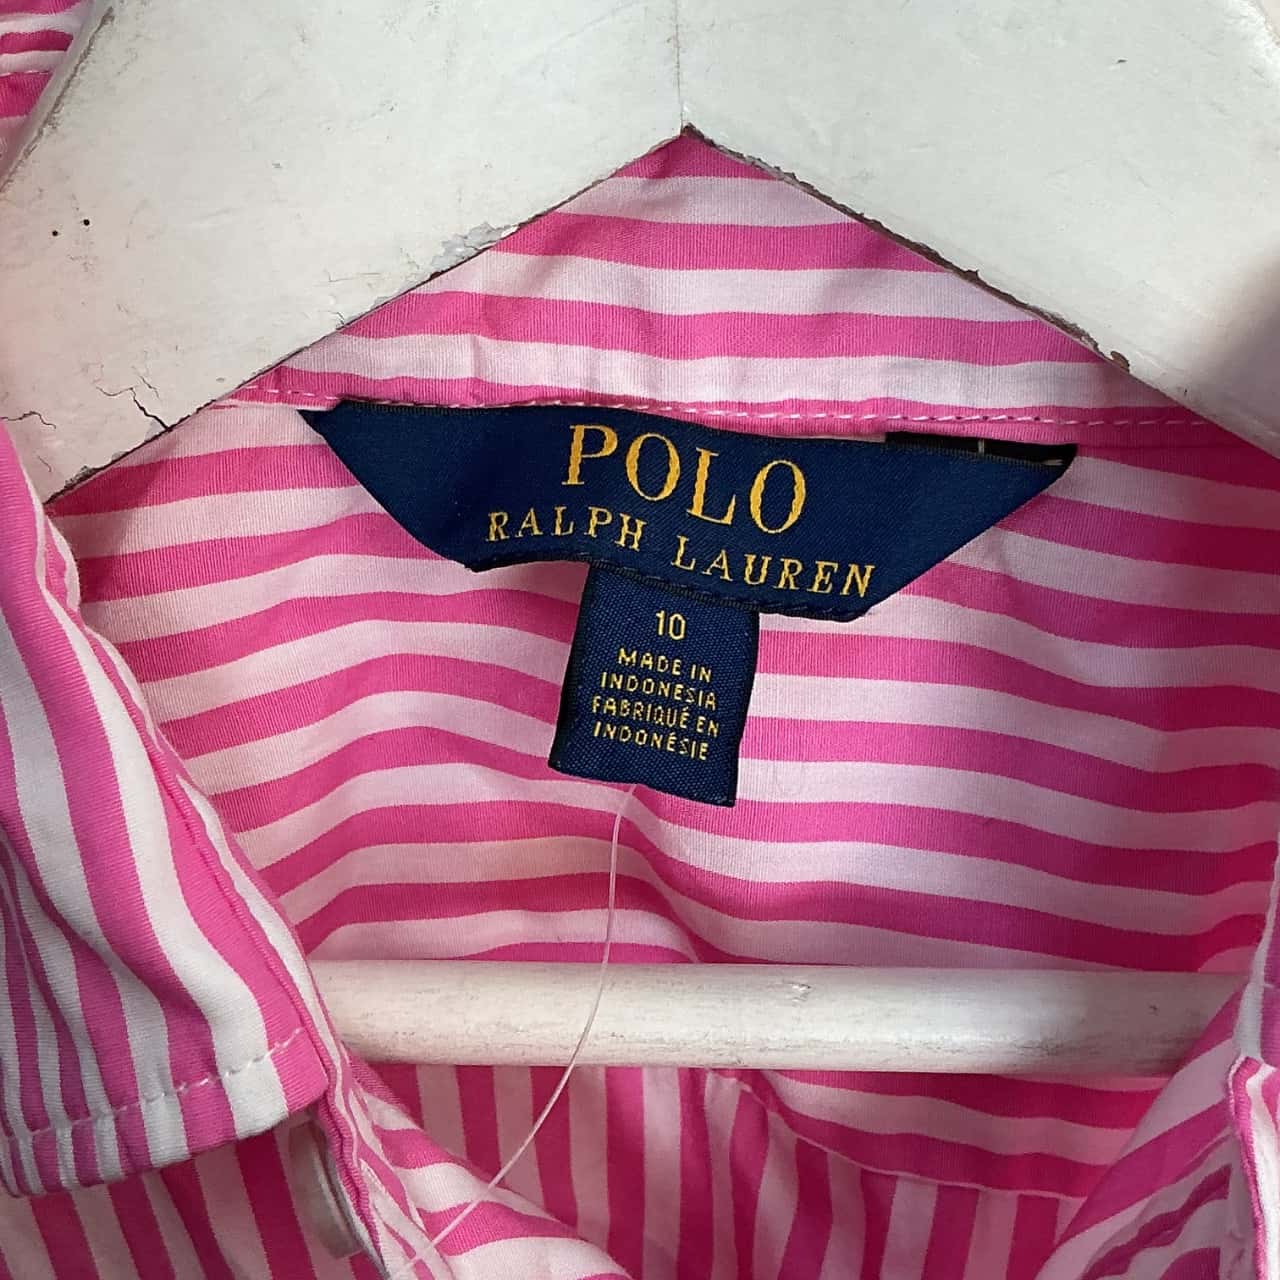 POLO
RALPH LAUREN
10
MADE IN
INDONESIA
FABRIQUÉ EN
INDONÉSIE